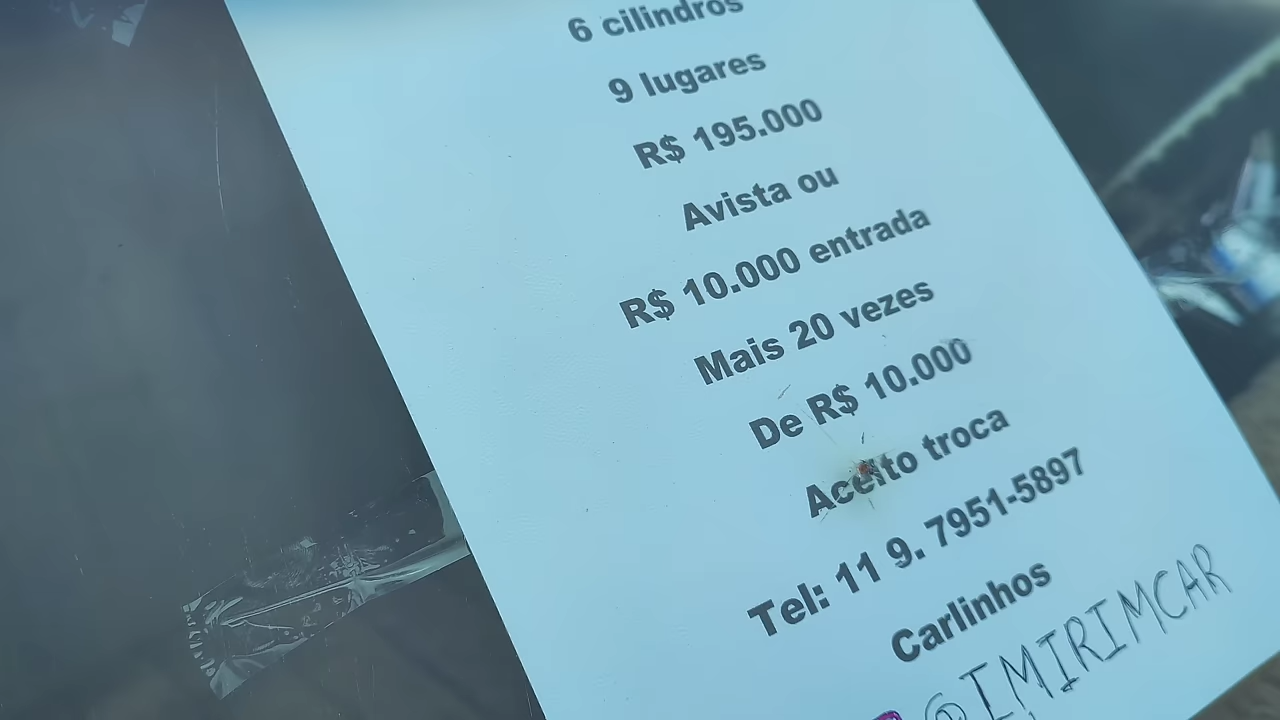 6 cilindros
9 lugares
R$ 195.000
Avista ou
R$ 10.000 entrada
Mais 20 vezes
De R$ 10.000
Aceito troca
Tel: 11 9. 7951-5897
Carlinhos
@IMIRIMCAR